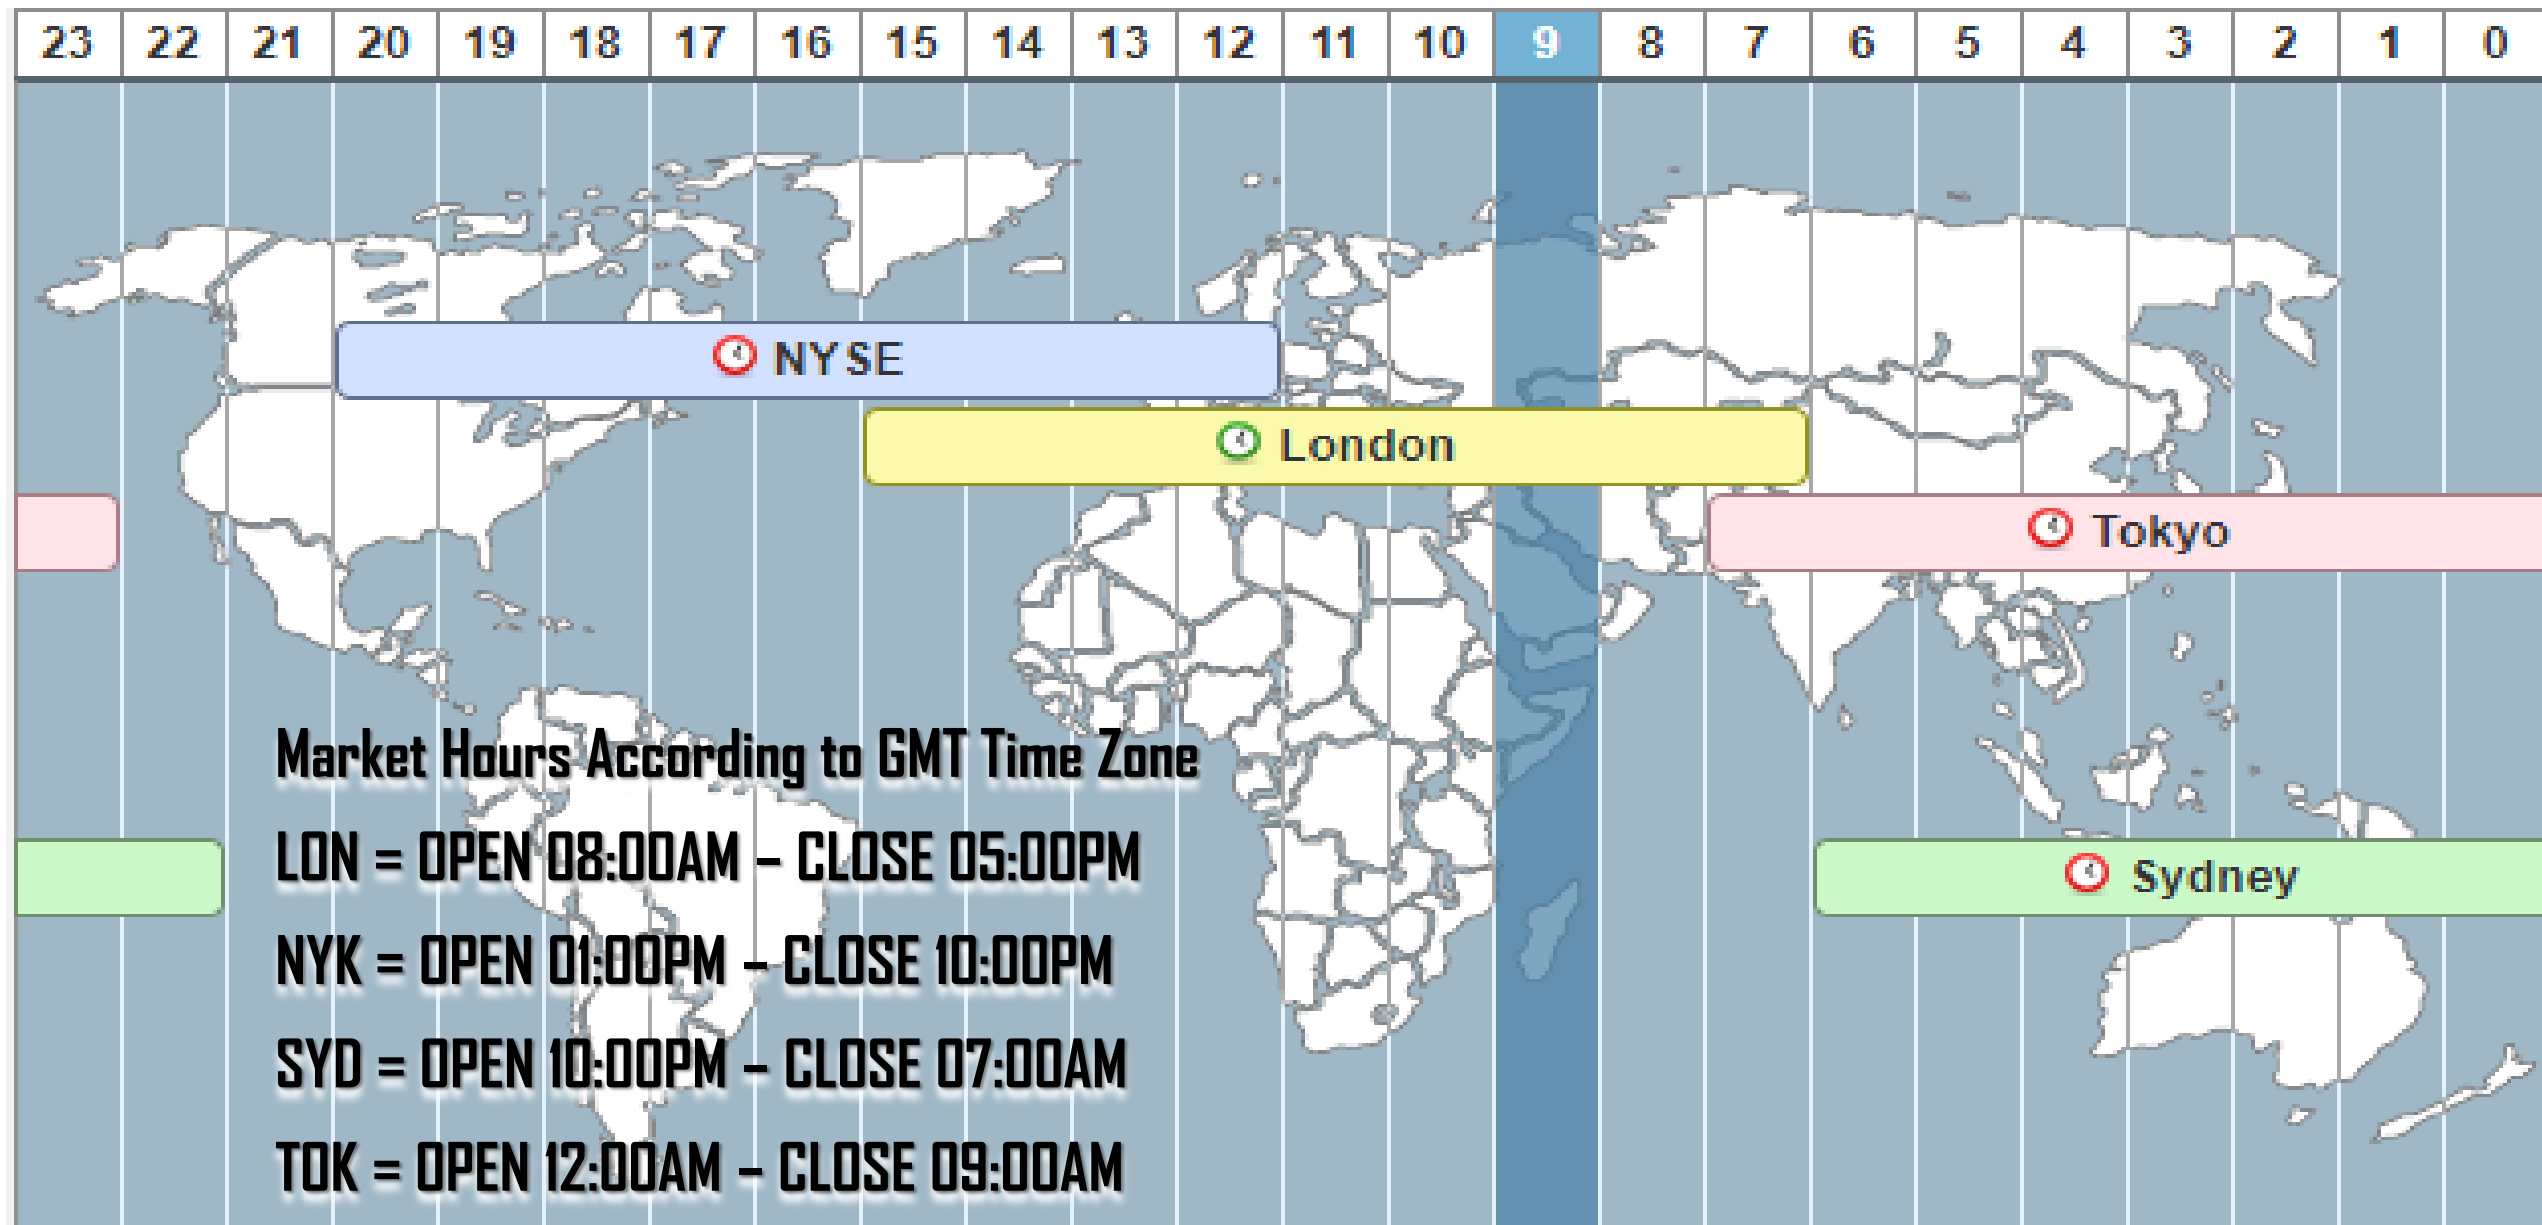 23 22 21 20 19 18 17 16 15 14 13 12 11 10 9 8 7 6 5 4 3 2 1 0
NYSE
London
Tokyo
Market Hours According to GMT Time Zone
LON = OPEN 08:00AM – CLOSE 05:00PM
Sydney
NYK = OPEN 01:00PM – CLOSE 10:00PM
SYD = OPEN 10:00PM – CLOSE 07:00AM
TOK = OPEN 12:00AM – CLOSE 09:00AM